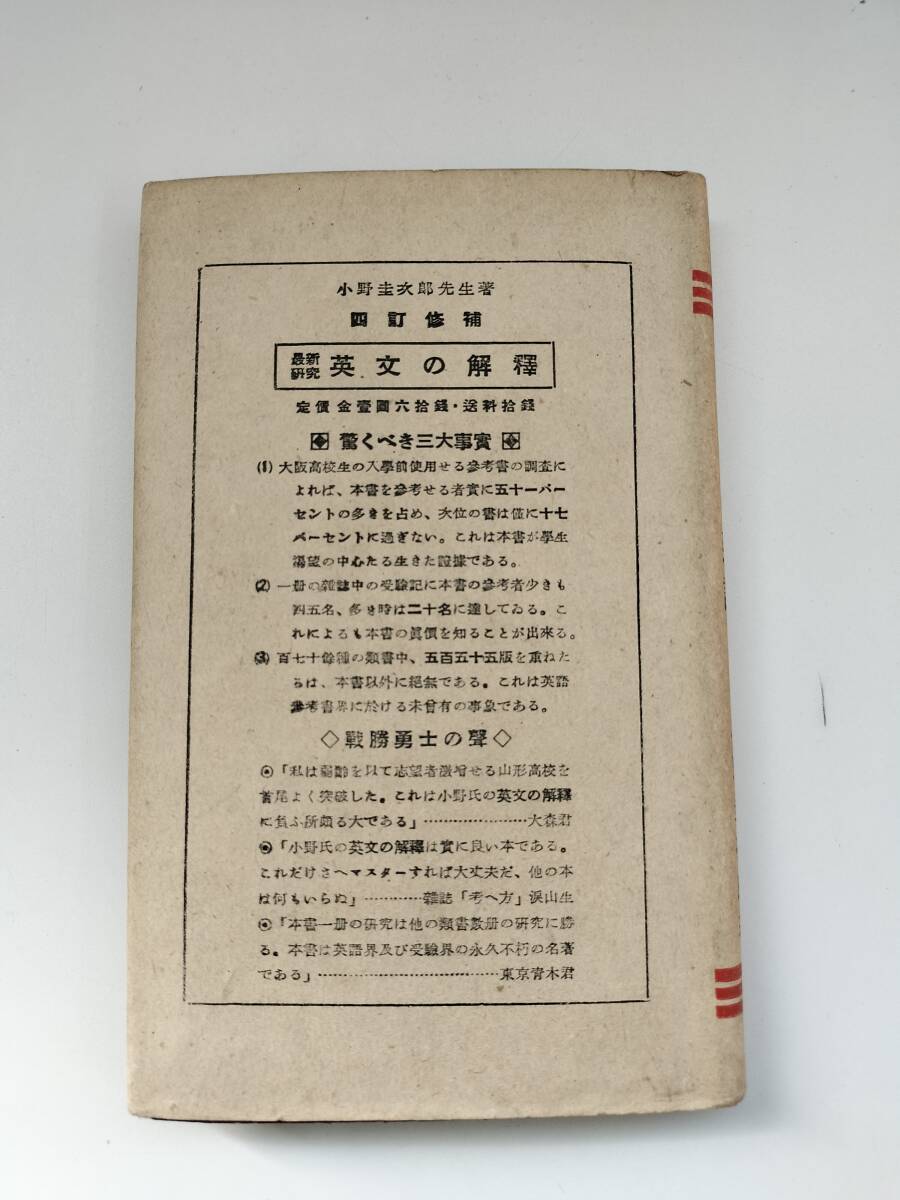 小野圭次郎先生著
四訂修補
最新研究 英文の解釋
定價 金壹圓六拾錢・送料拾錢
驚くべき三大事實
(1) 大阪高校生の入學前使用せる參考書の調査に
よれば、本書を參考せる者實に五十一パー
セントの多きを占め、次位の書は僅に十七
パーセントに過ぎない。これは本書が學生
渴望の中心たる生きた證據である。
(2) 一册の雜誌中の受驗記に本書の參考者少きも
四五名、多き時は二十名に達してゐる。こ
れによるも本書の眞價を知ることが出來る。
(3) 百七十餘種の類書中、五百五十五版を重ねた
らは、本書以外に絕無である。これは英語
參考書界に於ける未曾有の事象である。
◇戰勝勇士の聲◇
◉「私は弱齡を以て志望者激增せる山形高校を
首尾よく突破した。これは小野氏の英文の解釋
に負ふ所頗る大である」…………………大森君
◉「小野氏の英文の解釋は實に良い本である。
これだけさへマスターすれば大丈夫だ、他の本
は何もいらぬ」…………雜誌「考へ方」淚山生
◉「本書一册の硏究は他の類書數册の硏究に勝
る。本書は英語界及び受驗界の永久不朽の名著
である」……………………………東京靑木君